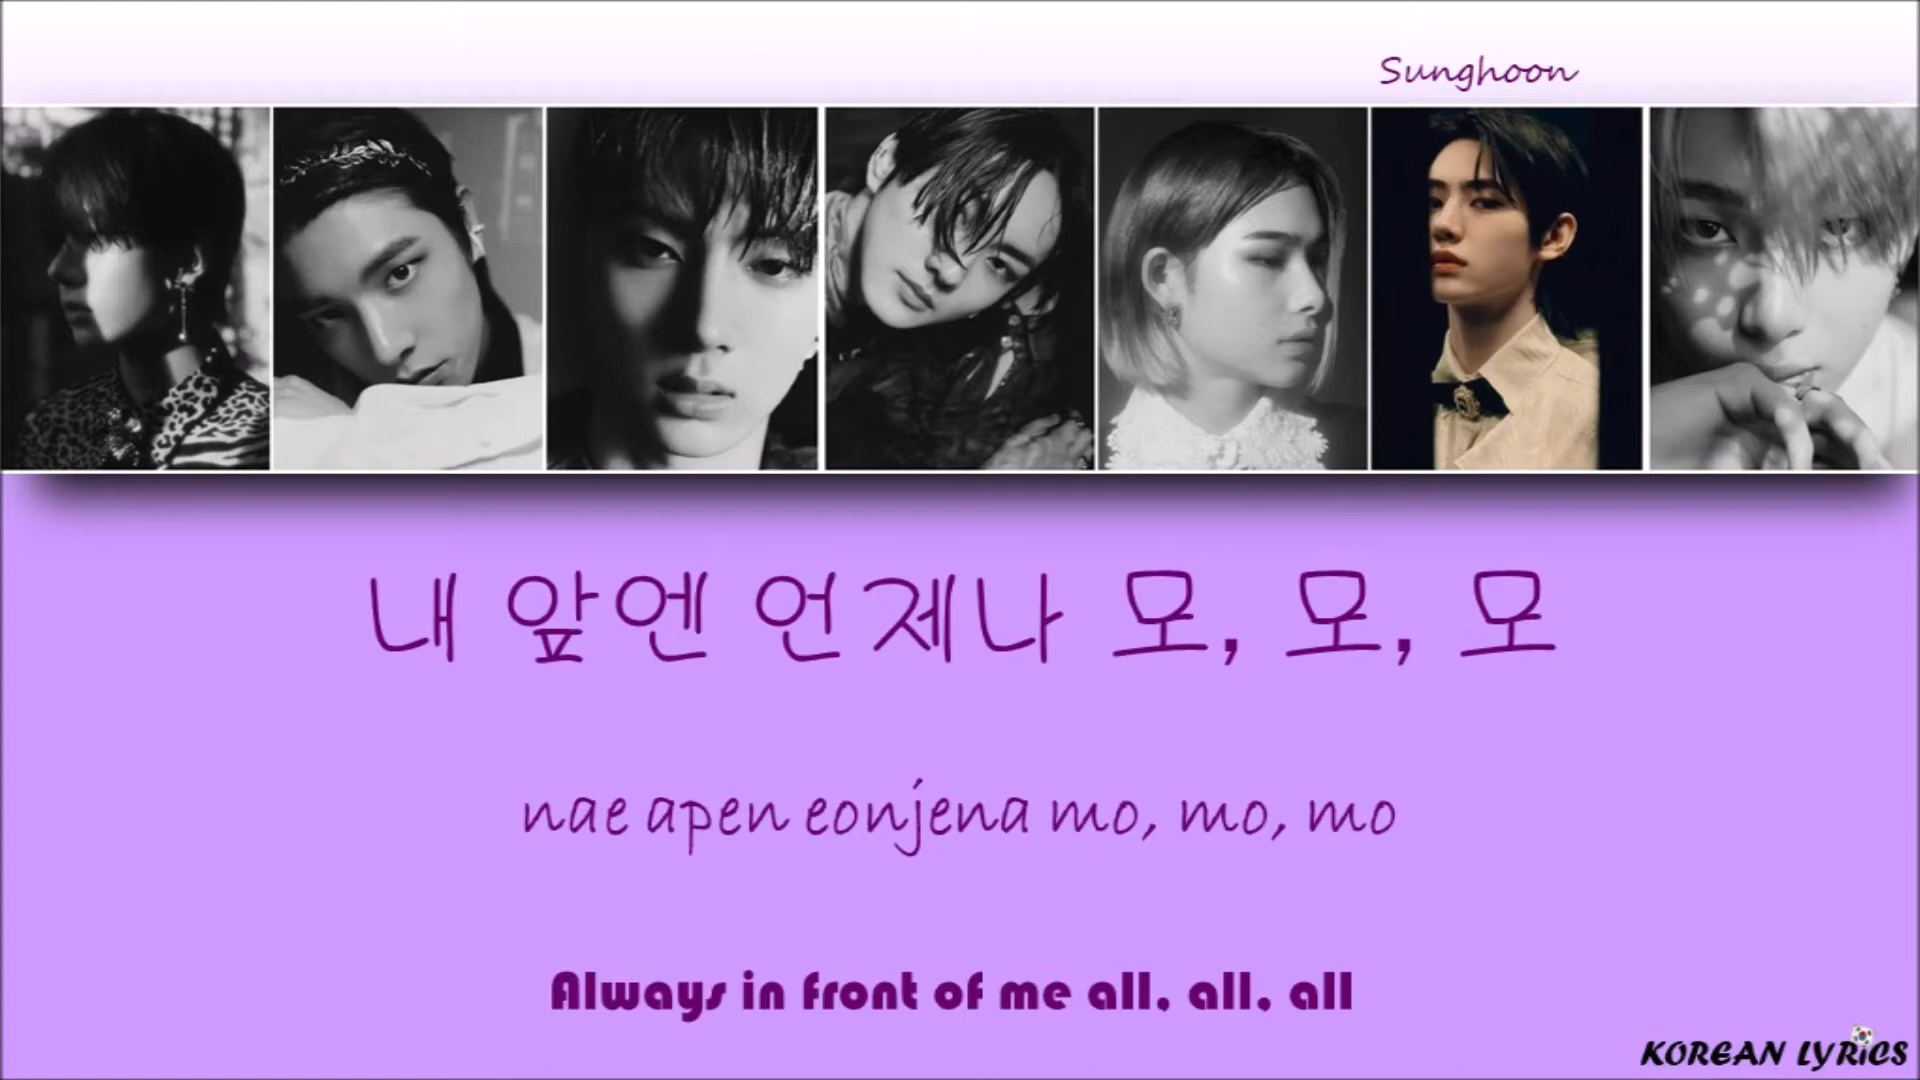 Sunghoon
내 앞엔 언제나 모, 모, 모
nae apen eonjena mo, mo, mo
Always in front of me all, all, all
KOREAN LYRiCS